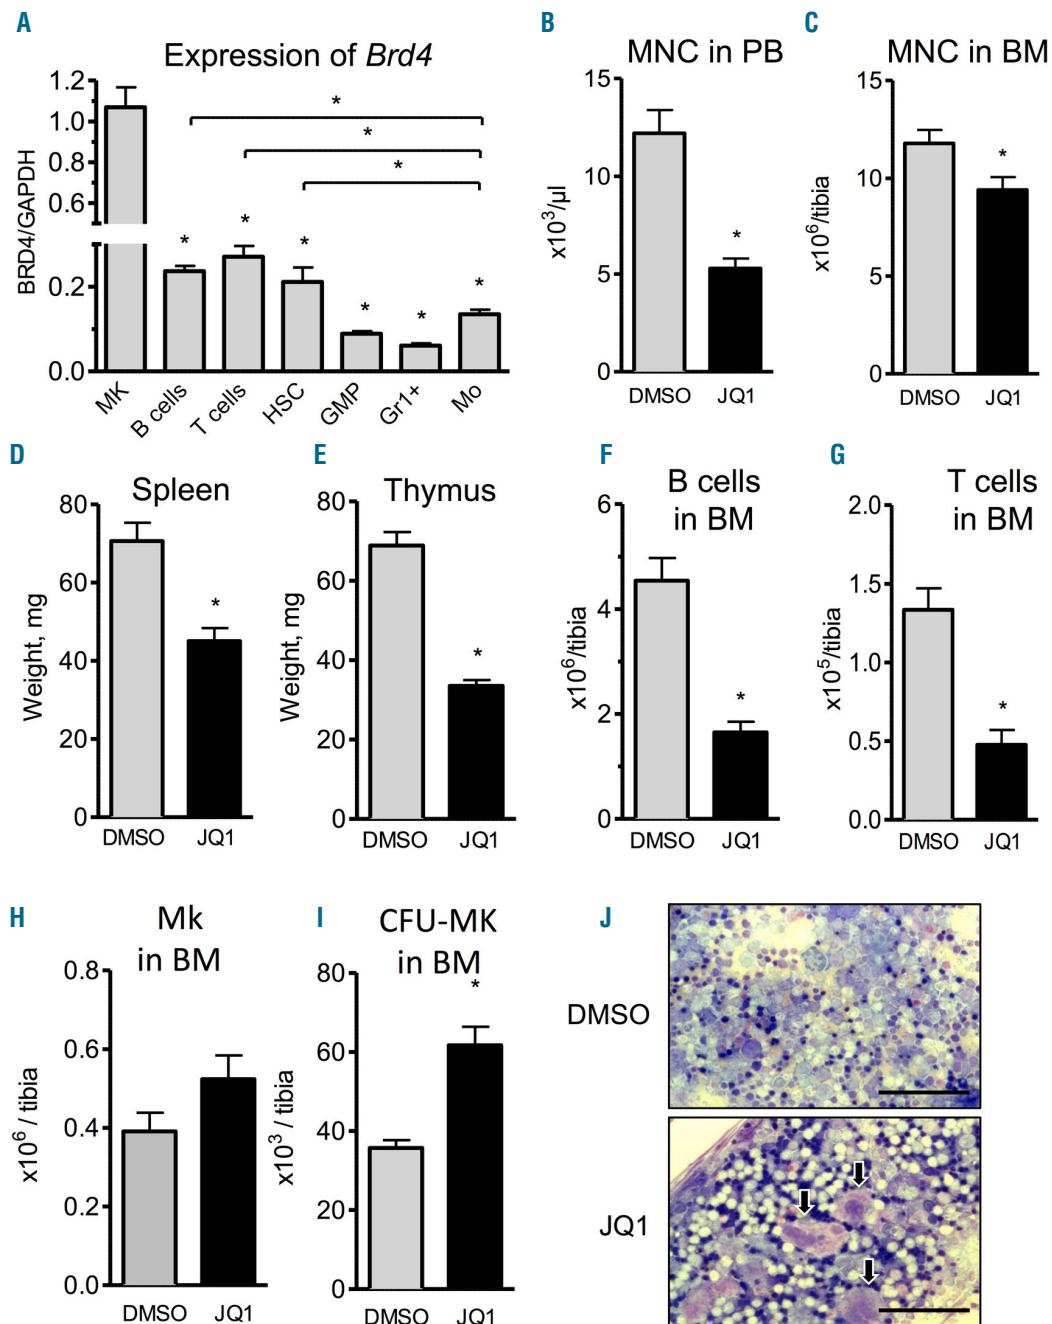 A
Expression of Brd4
BRD4/GAPDH
1.2
1.0
0.8
0.6
0.2
0.0
*
*
*
*
*
*
*
*
*
MK
B cells
T cells
HSC
GMP
Gr1+
Mo
B
MNC in PB
x10³/µl
15
10
5
0
*
DMSO
JQ1
C
MNC in BM
x10⁶/tibia
15
10
5
0
*
DMSO
JQ1
D
Spleen
Weight, mg
80
60
40
20
0
*
DMSO
JQ1
E
Thymus
Weight, mg
80
60
40
20
0
*
DMSO
JQ1
F
B cells
in BM
x10⁶/tibia
6
4
2
0
*
DMSO
JQ1
G
T cells
in BM
x10⁵/tibia
2.0
1.5
1.0
0.5
0.0
*
DMSO
JQ1
H
Mk
in BM
x10⁶ / tibia
0.8
0.6
0.4
0.2
0.0
DMSO
JQ1
I
CFU-MK
in BM
x10³ / tibia
80
60
40
20
0
*
DMSO
JQ1
J
DMSO
JQ1